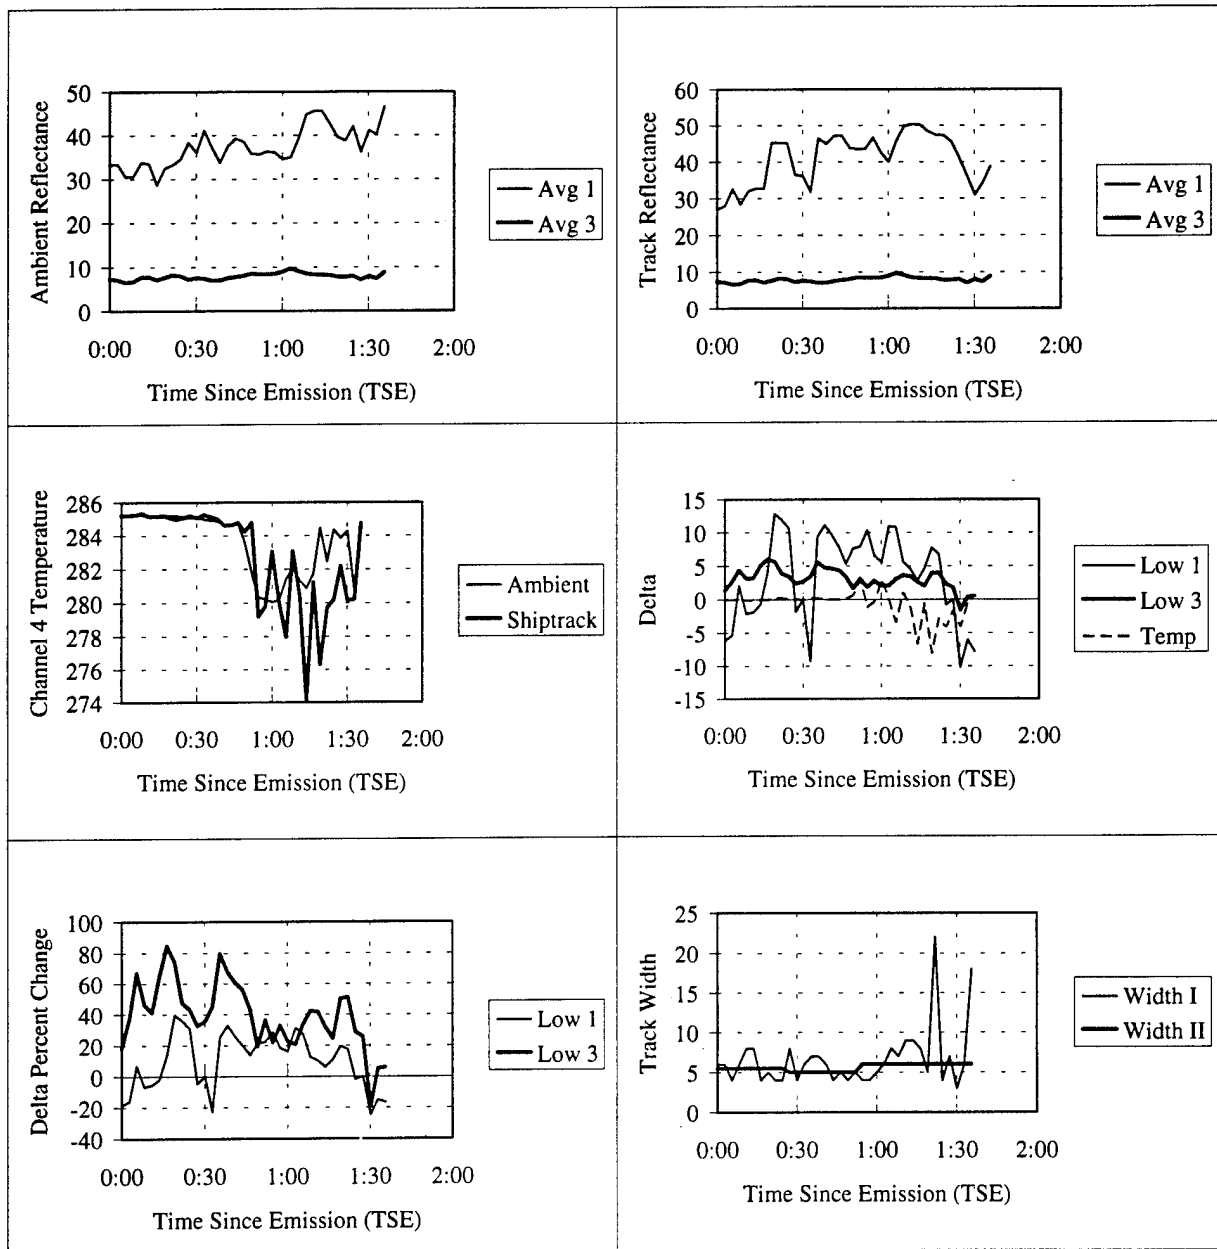 Ambient Reflectance
50
40
30
20
10
0
0:00 0:30 1:00 1:30 2:00
Time Since Emission (TSE)
Avg 1
Avg 3
Track Reflectance
60
50
40
30
20
10
0
0:00 0:30 1:00 1:30 2:00
Time Since Emission (TSE)
Avg 1
Avg 3
Channel 4 Temperature
286
284
282
280
278
276
274
0:00 0:30 1:00 1:30 2:00
Time Since Emission (TSE)
Ambient
Shiptrack
Delta
15
10
5
0
-5
-10
-15
0:00 0:30 1:00 1:30 2:00
Time Since Emission (TSE)
Low 1
Low 3
Temp
Delta Percent Change
100
80
60
40
20
0
-20
-40
0:00 0:30 1:00 1:30 2:00
Time Since Emission (TSE)
Low 1
Low 3
Track Width
25
20
15
10
5
0
0:00 0:30 1:00 1:30 2:00
Time Since Emission (TSE)
Width I
Width II